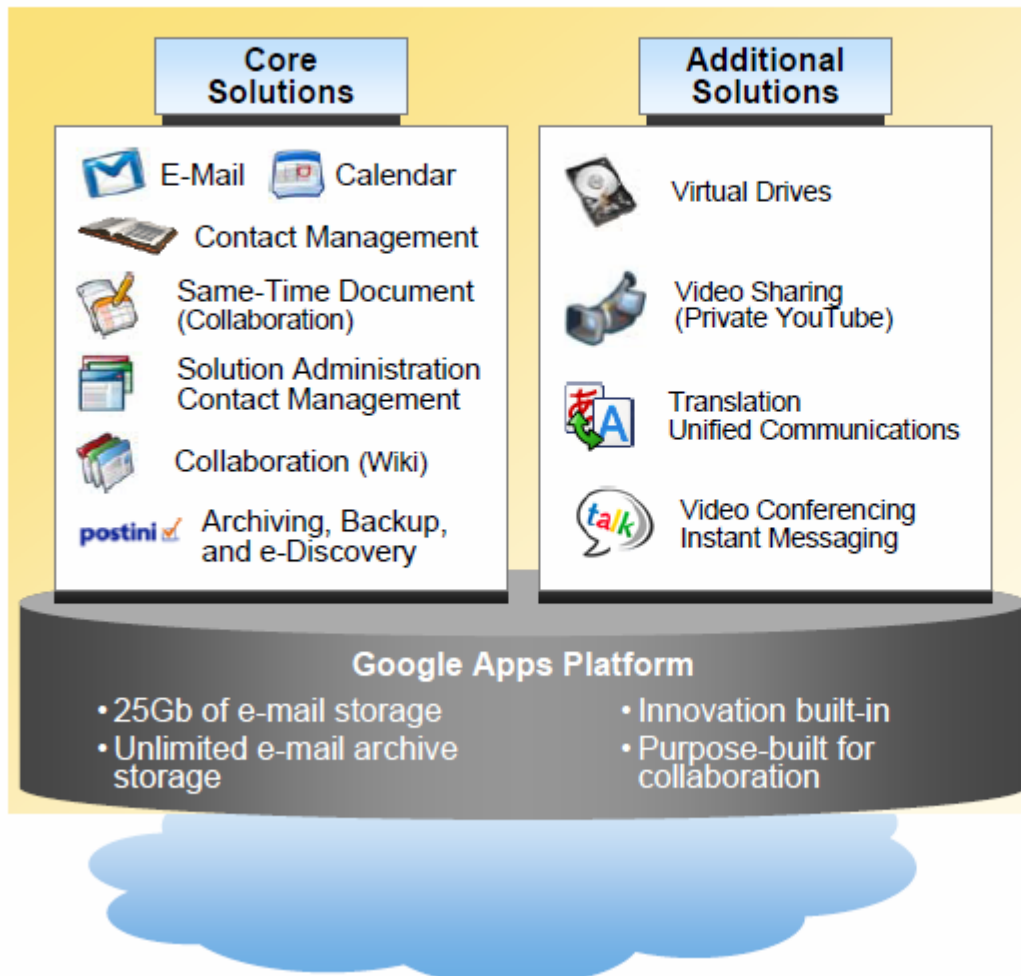 Core
Solutions
E-Mail
Calendar
Contact Management
Same-Time Document
(Collaboration)
Solution Administration
Contact Management
Collaboration (Wiki)
postini
Archiving, Backup,
and e-Discovery
Additional
Solutions
Virtual Drives
Video Sharing
(Private YouTube)
あ
A
Translation
Unified Communications
talk
Video Conferencing
Instant Messaging
Google Apps Platform
• 25Gb of e-mail storage
• Unlimited e-mail archive
storage
• Innovation built-in
• Purpose-built for
collaboration